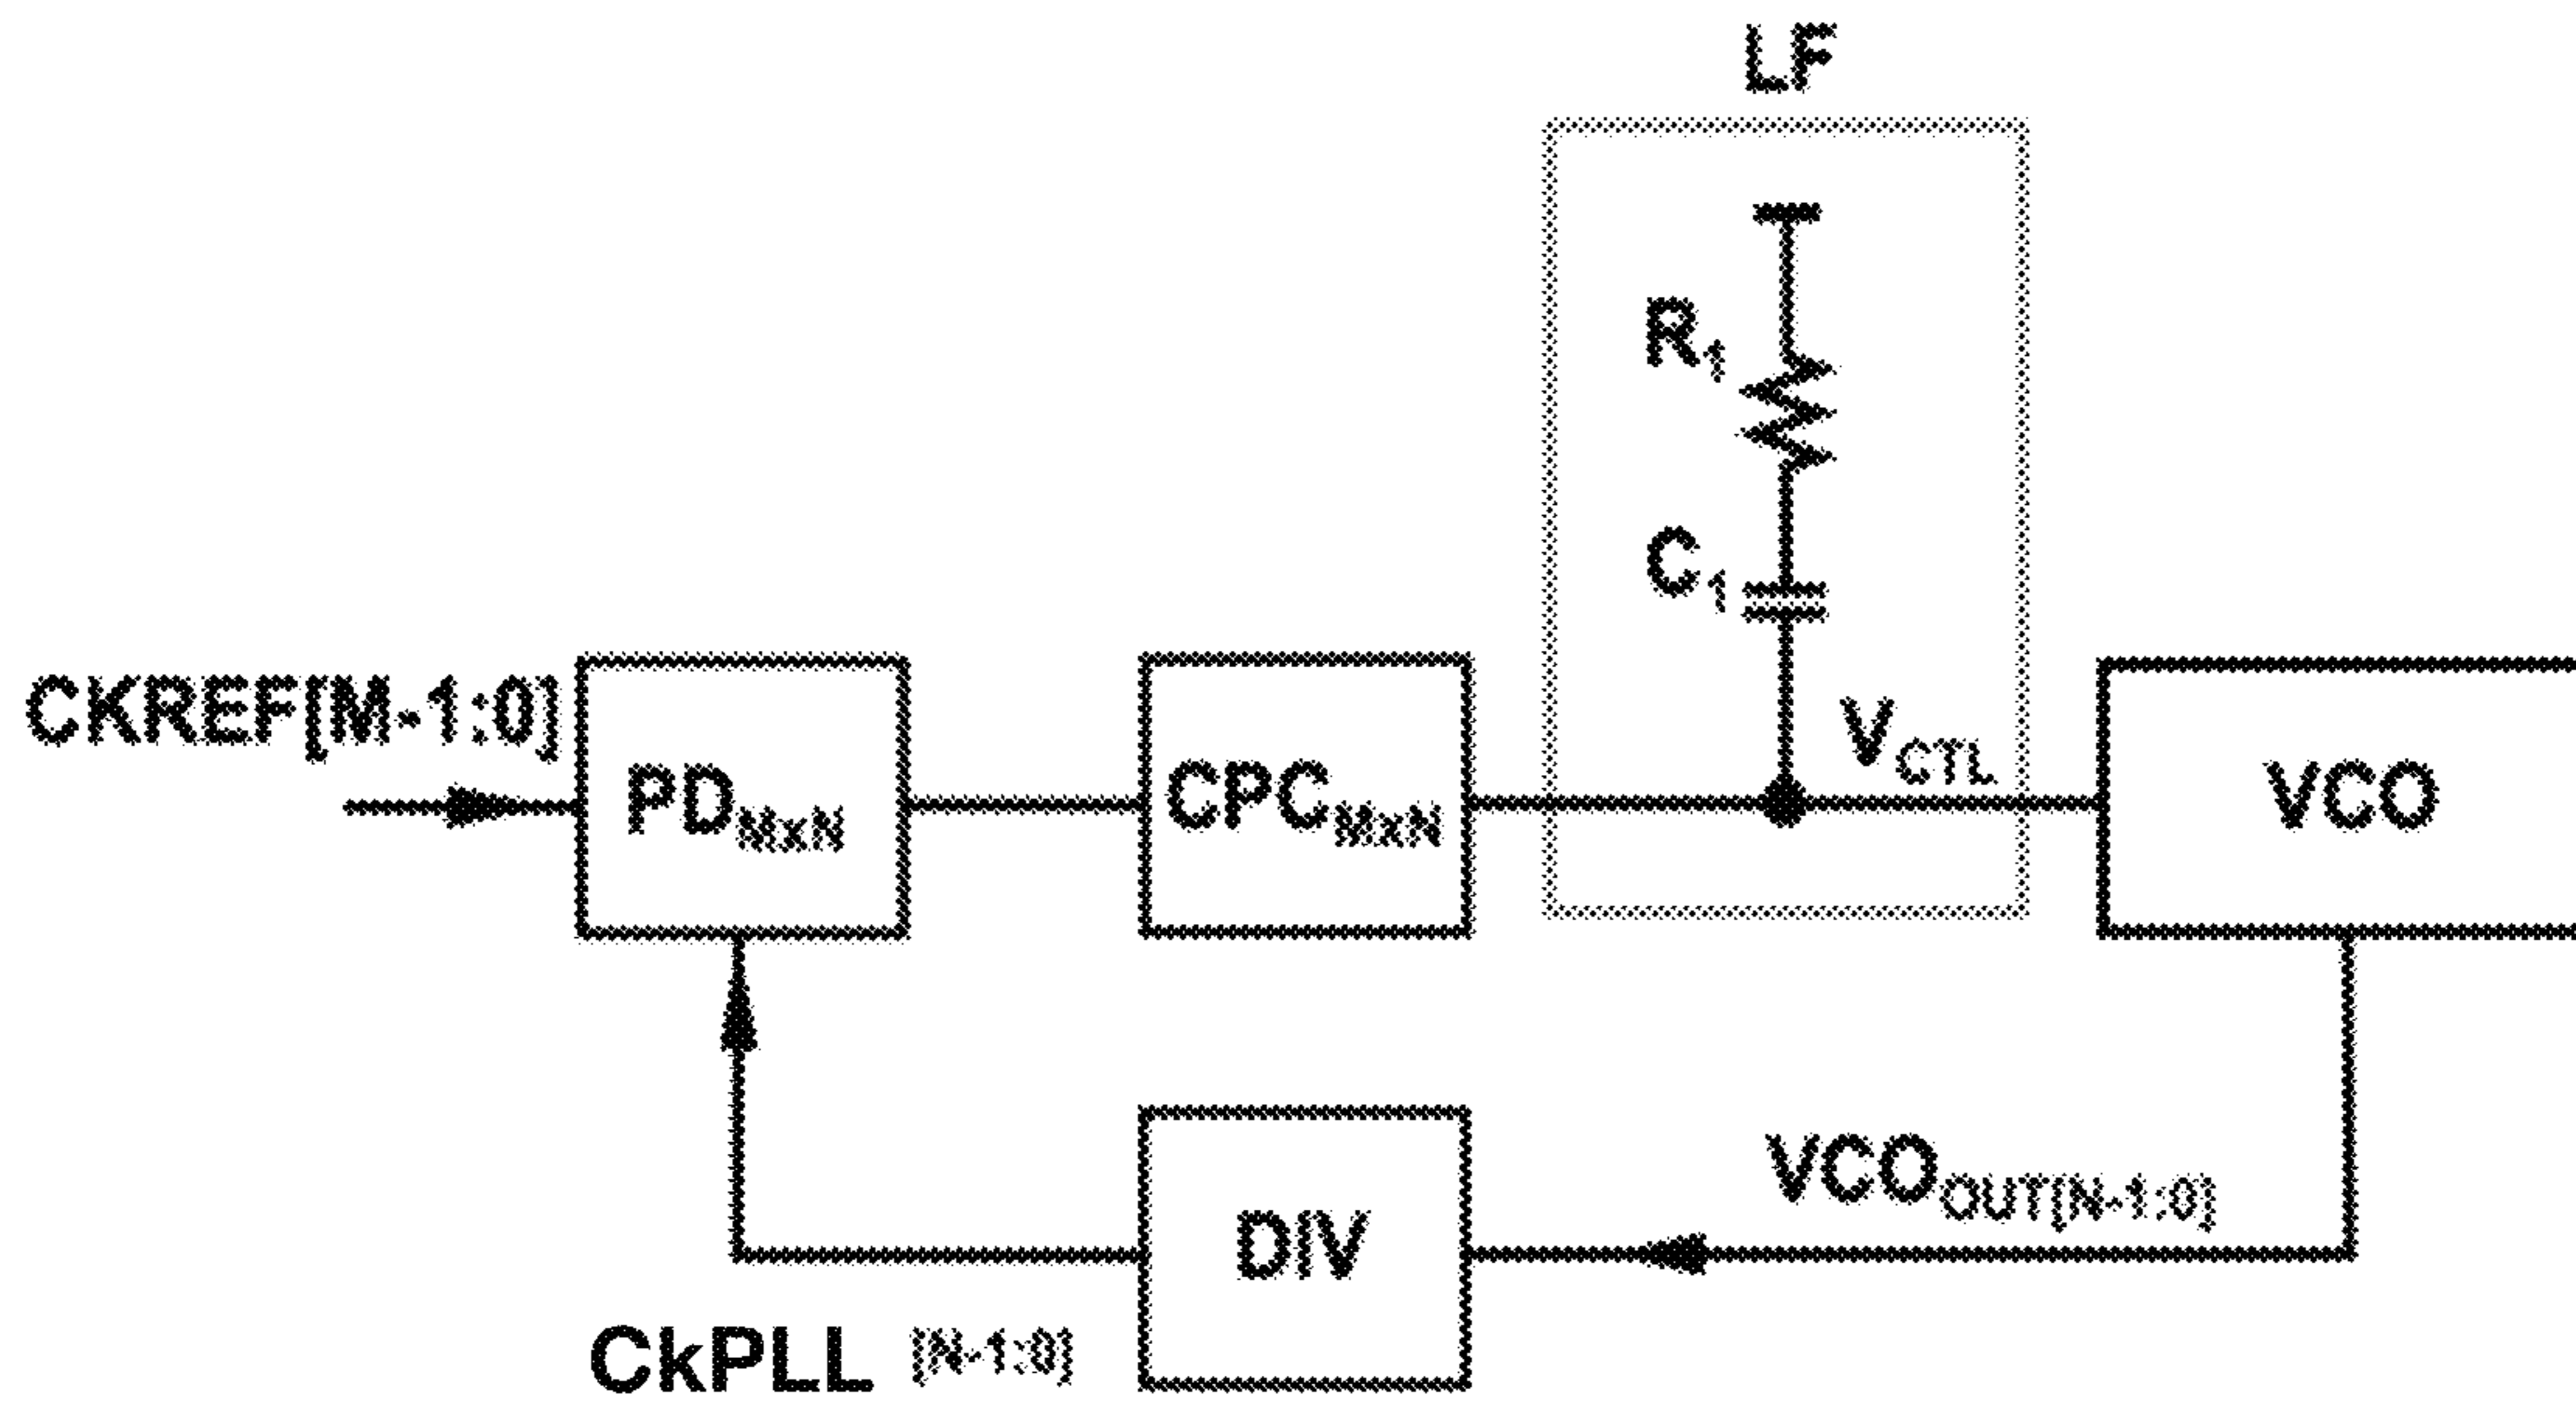 LF
R1
C1
CKREF[M-1:0]
PDMxN
CPCMxN
VCTL
VCO
DIV
VCOOUT[N-1:0]
CkPLL [N-1:0]